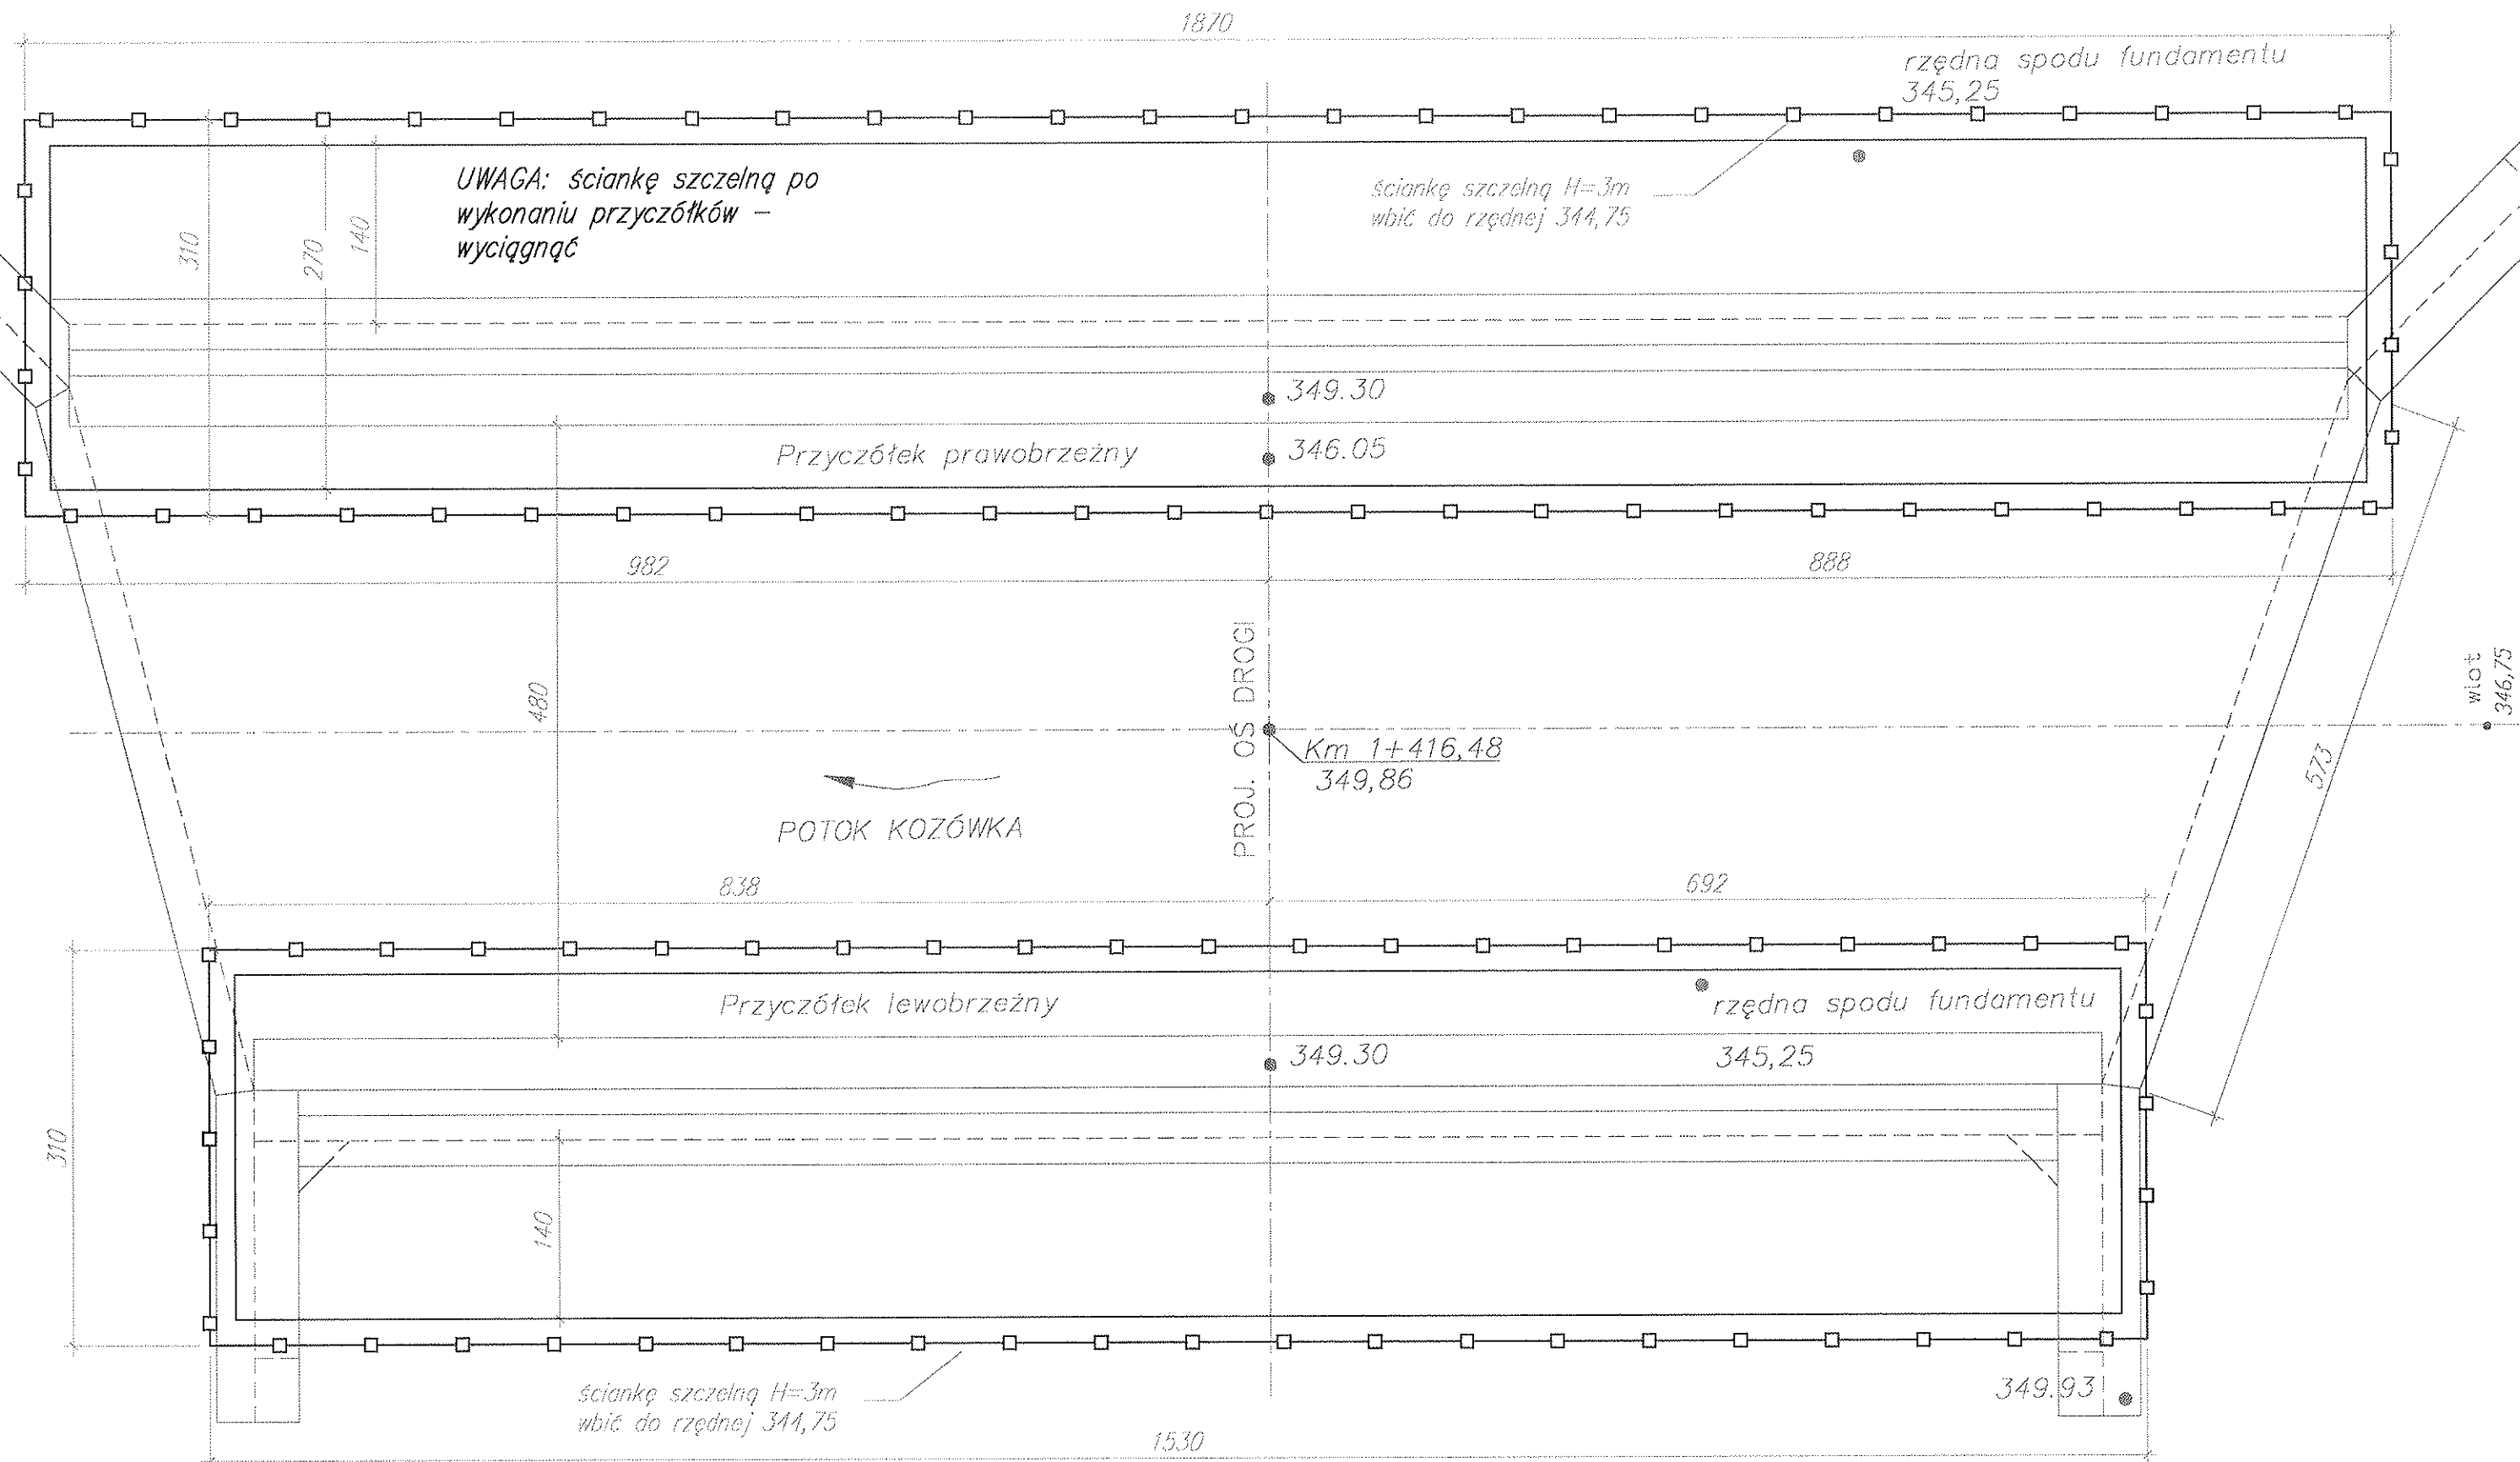 1870
rzędna spodu fundamentu
345,25
UWAGA: ściankę szczelną po
wykonaniu przyczółków –
wyciągnąć
ściankę szczelną H=3m
wbić do rzędnej 344,75
310
270
140
349.30
Przyczółek prawobrzeżny
346.05
982
888
480
PROJ. OŚ DROGI
wlot
346,75
Km 1+416,48
349,86
573
POTOK KOZÓWKA
838
692
Przyczółek lewobrzeżny
rzędna spodu fundamentu
349.30
345,25
310
140
ściankę szczelną H=3m
wbić do rzędnej 344,75
349.93
1530